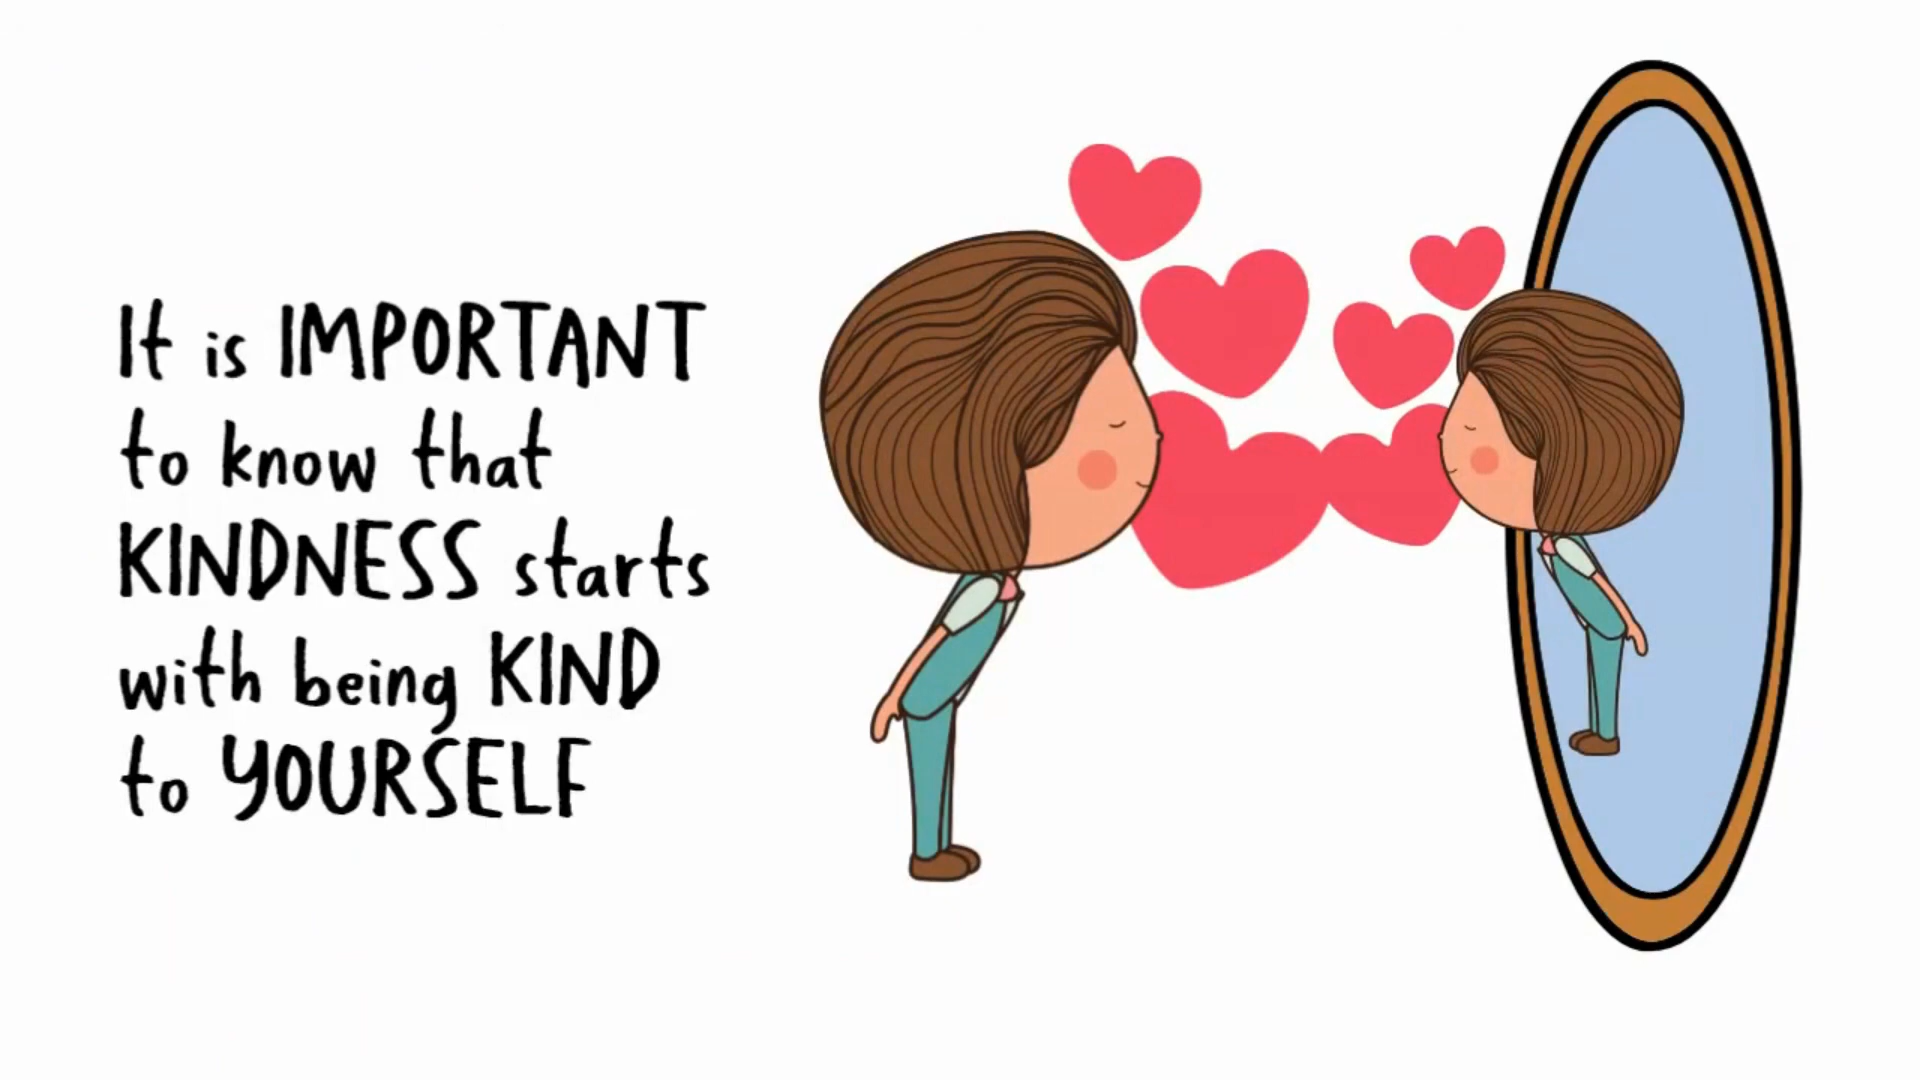 It is IMPORTANT
to know that
KINDNESS starts
with being KIND
to YOURSELF